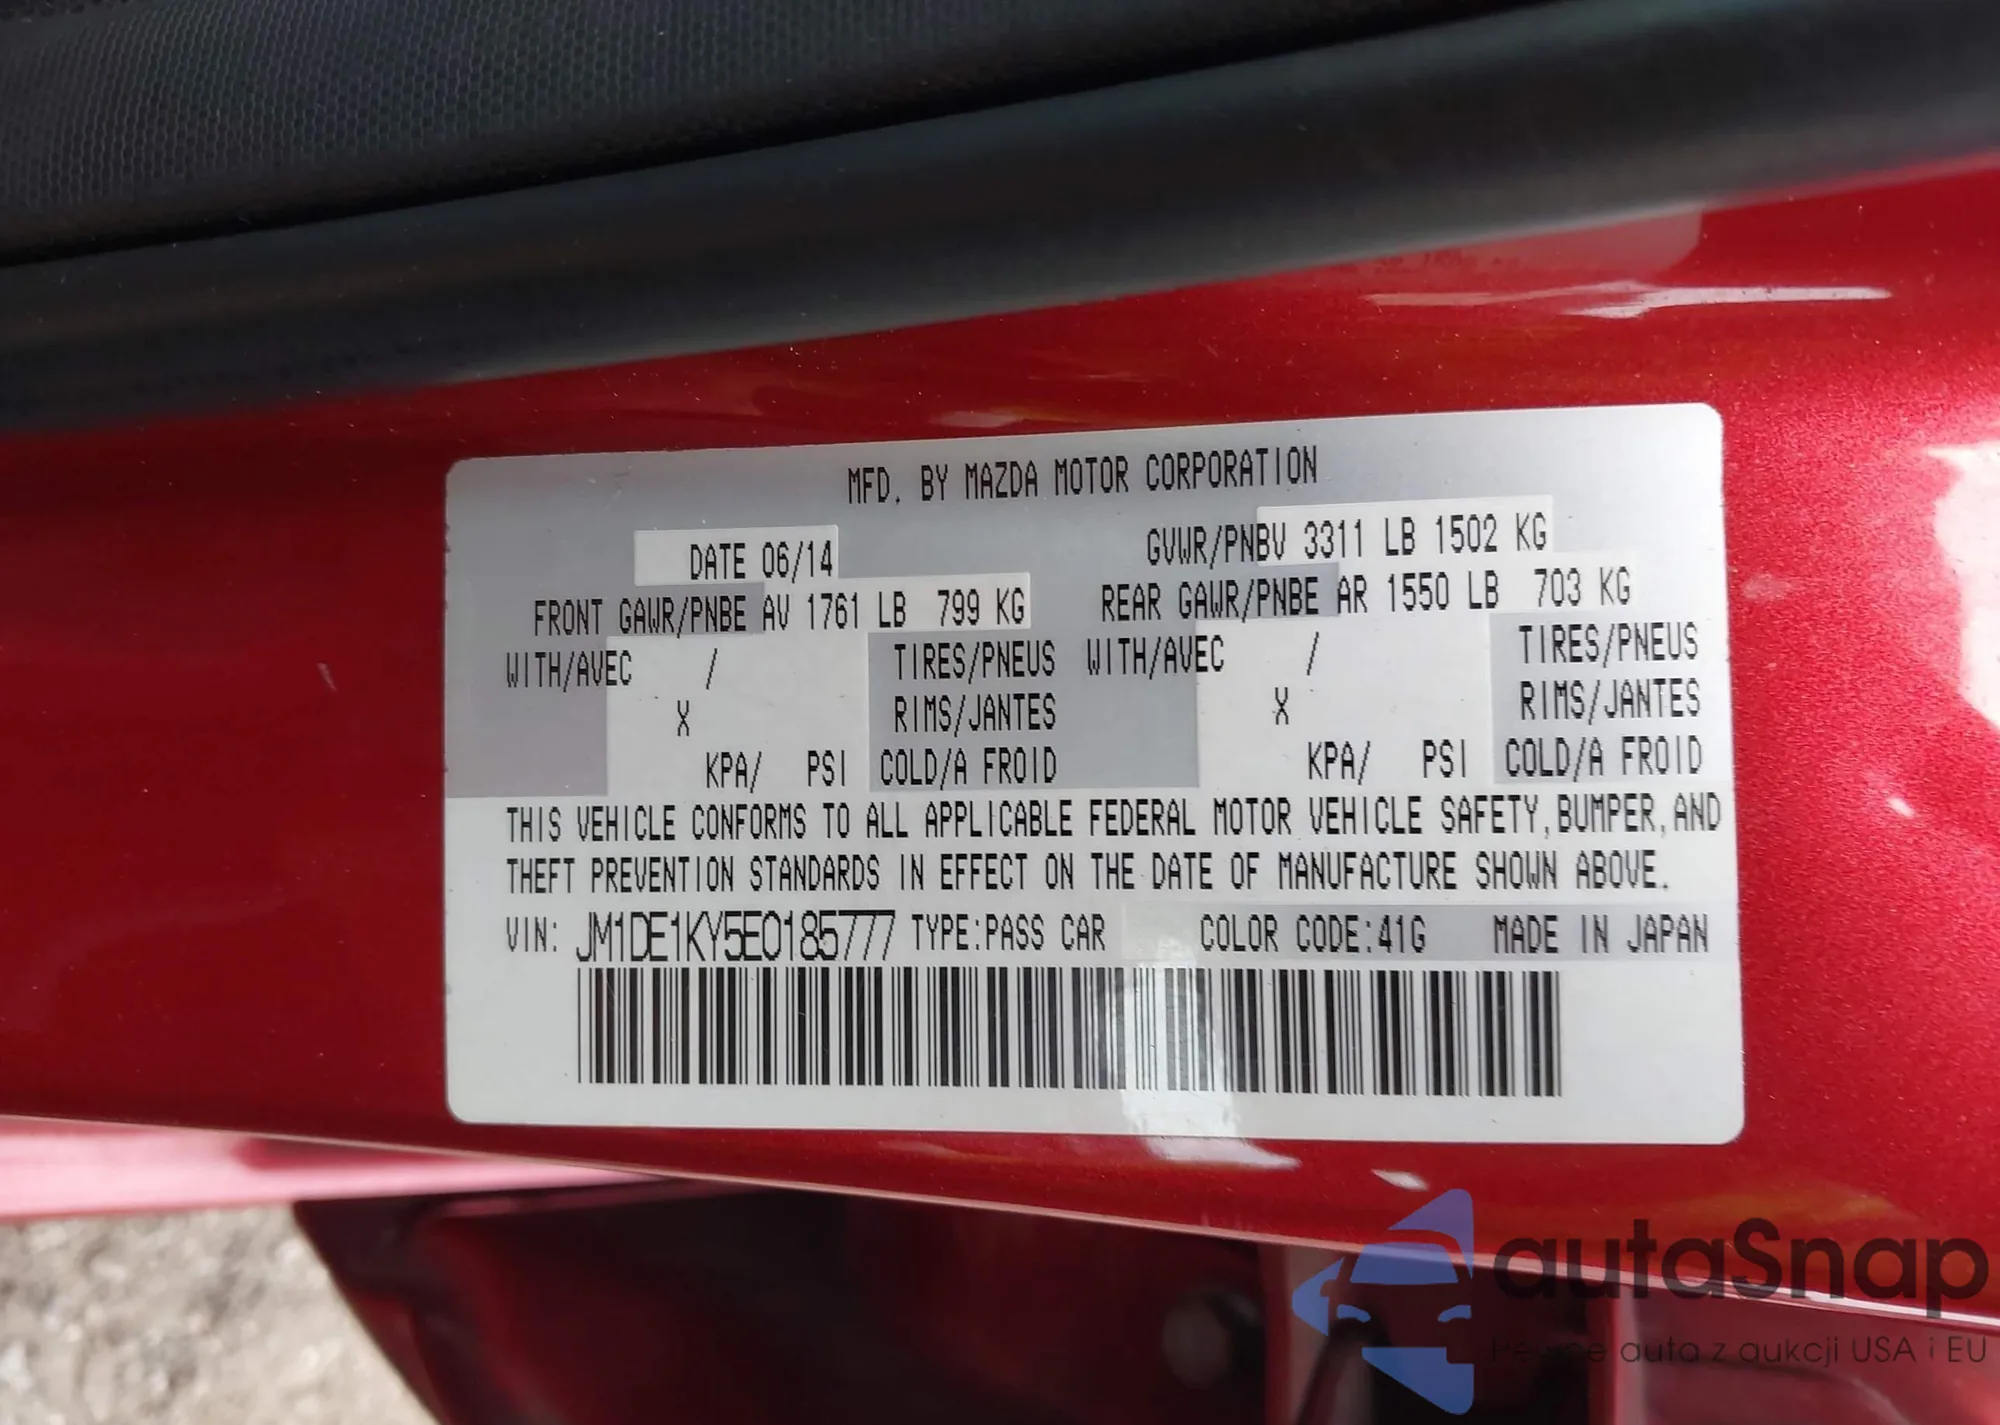 MFD. BY MAZDA MOTOR CORPORATION
DATE 06/14 GVWR/PNBV 3311 LB 1502 KG
FRONT GAWR/PNBE AV 1761 LB 799 KG REAR GAWR/PNBE AR 1550 LB 703 KG
WITH/AVEC / TIRES/PNEUS WITH/AVEC / TIRES/PNEUS
X RIMS/JANTES X RIMS/JANTES
KPA/ PSI COLD/A FROID KPA/ PSI COLD/A FROID
THIS VEHICLE CONFORMS TO ALL APPLICABLE FEDERAL MOTOR VEHICLE SAFETY, BUMPER, AND
THEFT PREVENTION STANDARDS IN EFFECT ON THE DATE OF MANUFACTURE SHOWN ABOVE.
VIN: JM1DE1KY5E0185777 TYPE:PASS CAR COLOR CODE:41G MADE IN JAPAN
autaSnap
auta z aukcji USA i EU